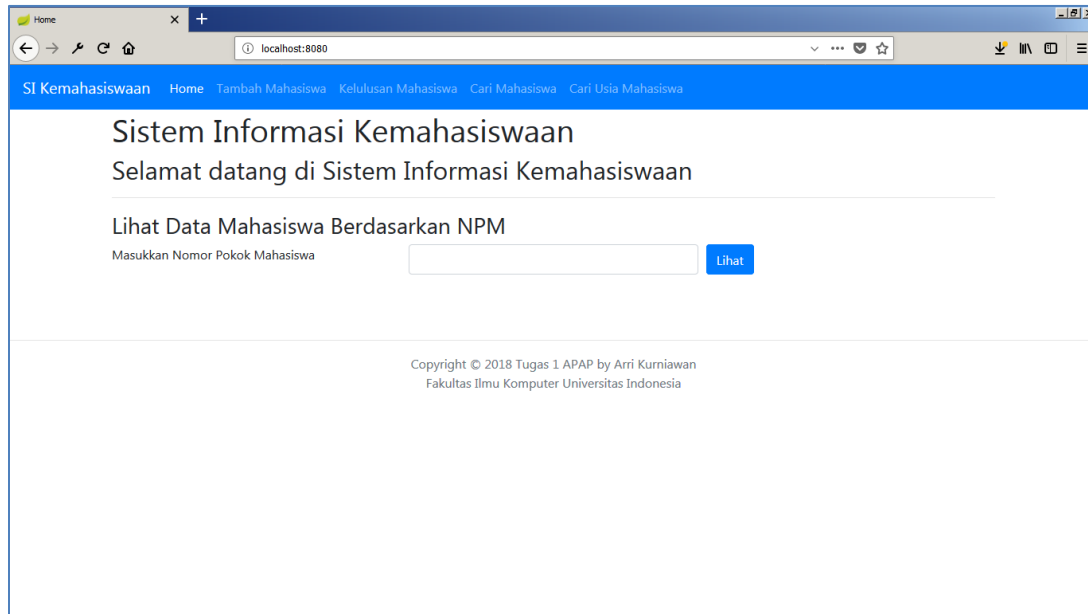 Home
localhost:8080
SI Kemahasiswaan Home Tambah Mahasiswa Kelulusan Mahasiswa Cari Mahasiswa Cari Usia Mahasiswa
Sistem Informasi Kemahasiswaan
Selamat datang di Sistem Informasi Kemahasiswaan
Lihat Data Mahasiswa Berdasarkan NPM
Masukkan Nomor Pokok Mahasiswa Lihat
Copyright © 2018 Tugas 1 APAP by Arri Kurniawan
Fakultas Ilmu Komputer Universitas Indonesia